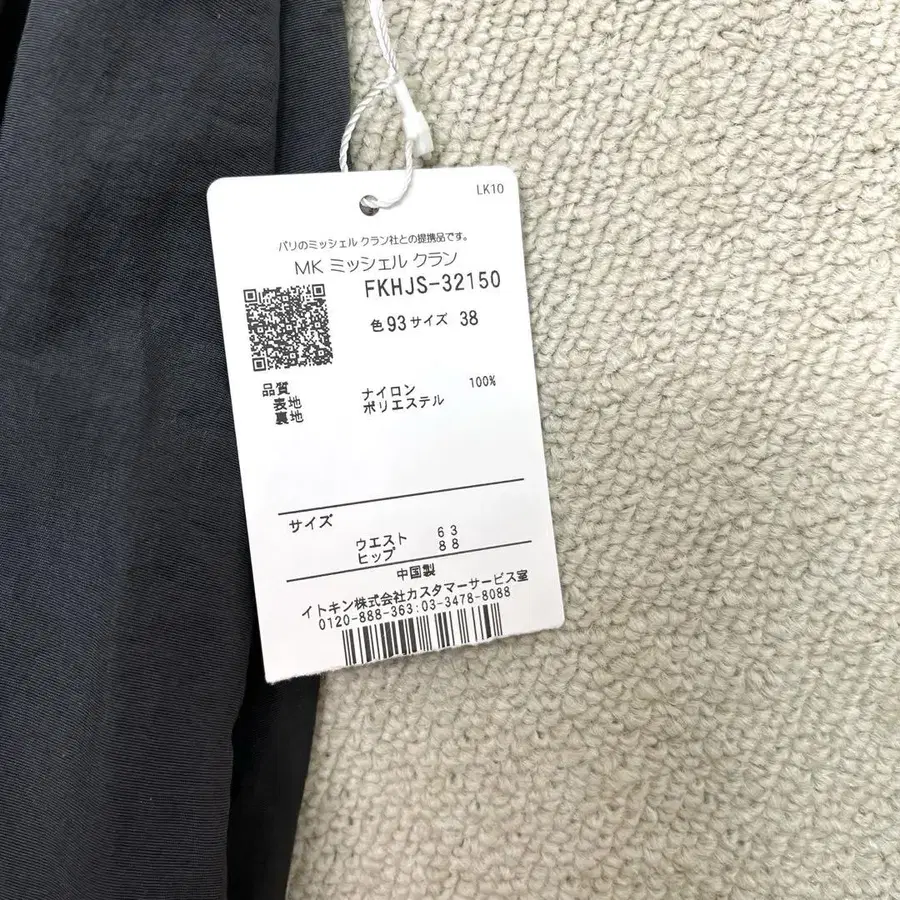 LK10
パリのミッシェル クラン社との提携品です。
MK ミッシェル クラン
FKHJS-32150
色93サイズ 38
品質
表地 ナイロン 100%
裏地 ポリエステル
サイズ
ウエスト 63
ヒップ 88
中国製
イトキン株式会社カスタマーサービス室
0120-888-363:03-3478-8088